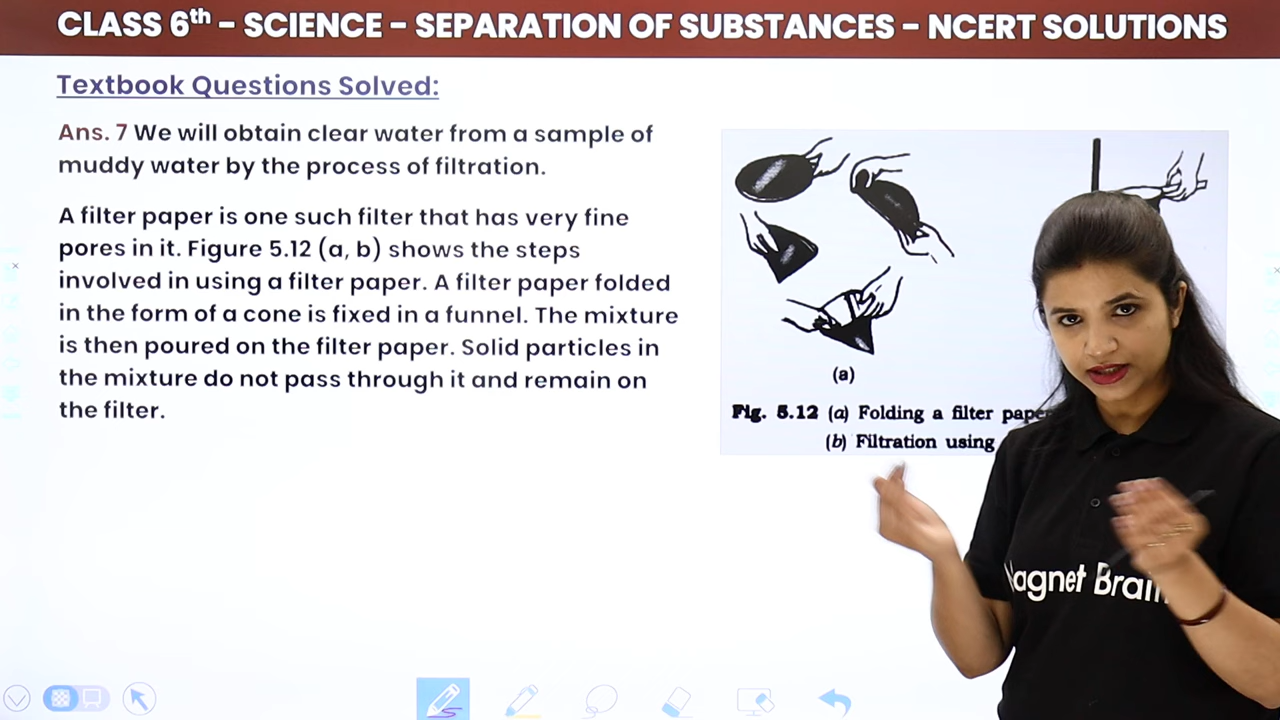 CLASS 6th – SCIENCE – SEPARATION OF SUBSTANCES – NCERT SOLUTIONS
Textbook Questions Solved:
Ans. 7 We will obtain clear water from a sample of
muddy water by the process of filtration.
A filter paper is one such filter that has very fine
pores in it. Figure 5.12 (a, b) shows the steps
involved in using a filter paper. A filter paper folded
in the form of a cone is fixed in a funnel. The mixture
is then poured on the filter paper. Solid particles in
the mixture do not pass through it and remain on
the filter.
(a)
Fig. 5.12 (a) Folding a filter paper
(b) Filtration using
agnet Brain